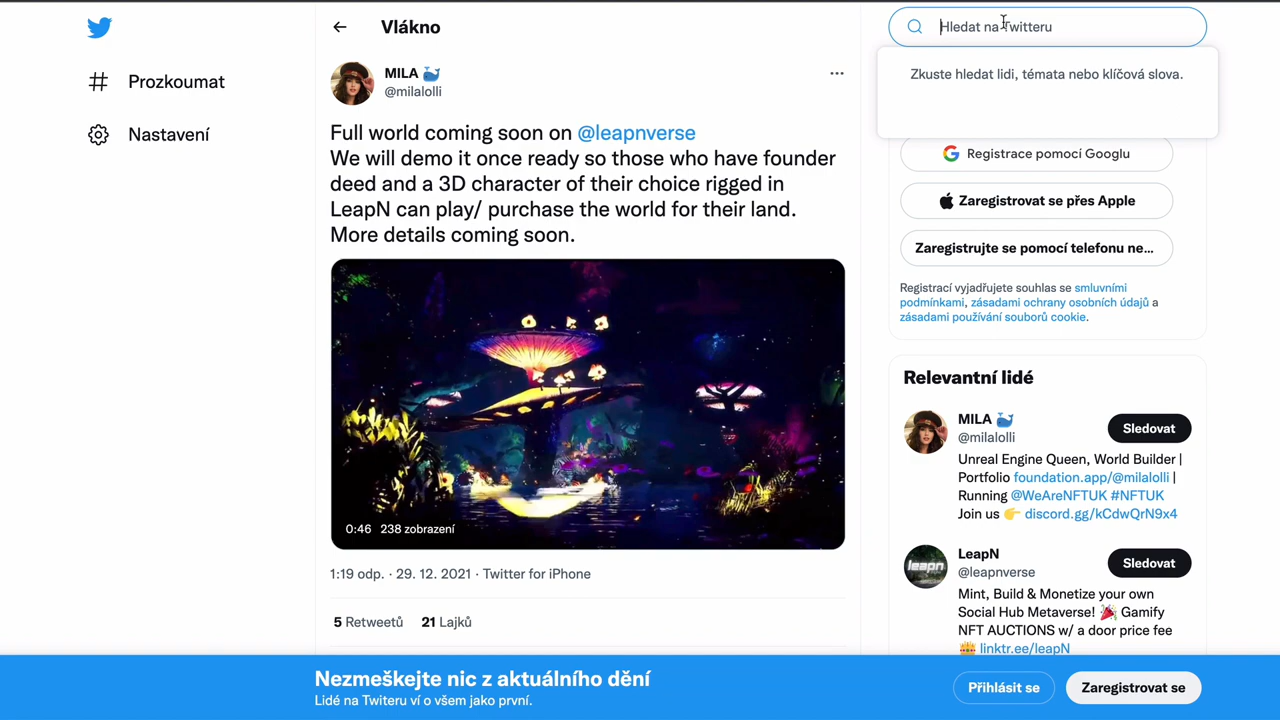 Prozkoumat
Nastavení
Vlákno
MILA 🐳
@milalolli
Full world coming soon on @leapnverse
We will demo it once ready so those who have founder
deed and a 3D character of their choice rigged in
LeapN can play/ purchase the world for their land.
More details coming soon.
0:46 238 zobrazení
1:19 odp. · 29. 12. 2021 · Twitter for iPhone
5 Retweetů 21 Lajků
Hledat na Twitteru
Zkuste hledat lidi, témata nebo klíčová slova.
Registrace pomocí Googlu
Zaregistrovat se přes Apple
Zaregistrujte se pomocí telefonu ne...
Registrací vyjadřujete souhlas se smluvními
podmínkami, zásadami ochrany osobních údajů a
zásadami používání souborů cookie.
Relevantní lidé
MILA 🐳
@milalolli
Sledovat
Unreal Engine Queen, World Builder |
Portfolio foundation.app/@milalolli |
Running @WeAreNFTUK #NFTUK
Join us 👉 discord.gg/kCdwQrN9x4
leapn
LeapN
@leapnverse
Sledovat
Mint, Build & Monetize your own
Social Hub Metaverse! 🎉 Gamify
NFT AUCTIONS w/ a door price fee
👑 linktr.ee/leapN
Nezmeškejte nic z aktuálního dění
Lidé na Twiteru ví o všem jako první.
Přihlásit se
Zaregistrovat se